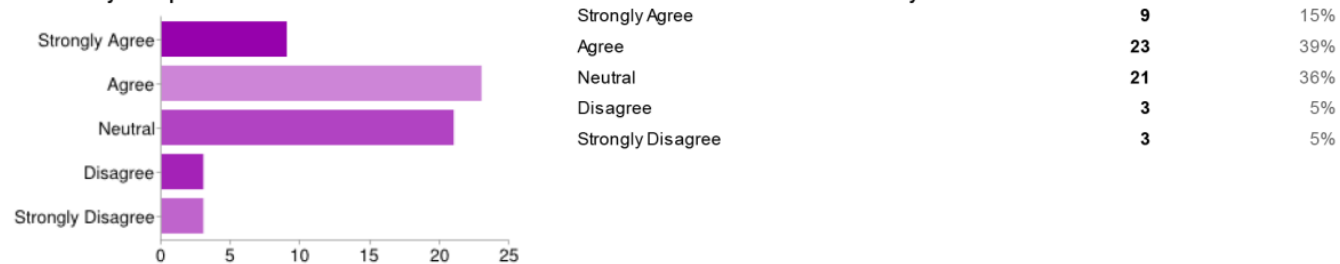 Strongly Agree
Agree
Neutral
Disagree
Strongly Disagree
0 5 10 15 20 25
Strongly Agree 9 15%
Agree 23 39%
Neutral 21 36%
Disagree 3 5%
Strongly Disagree 3 5%